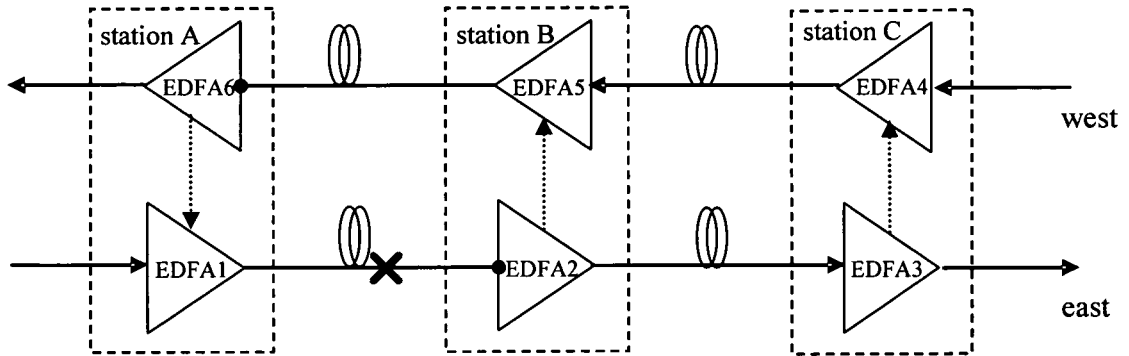 station A
station B
station C
EDFA6
EDFA5
EDFA4
west
EDFA1
EDFA2
EDFA3
east